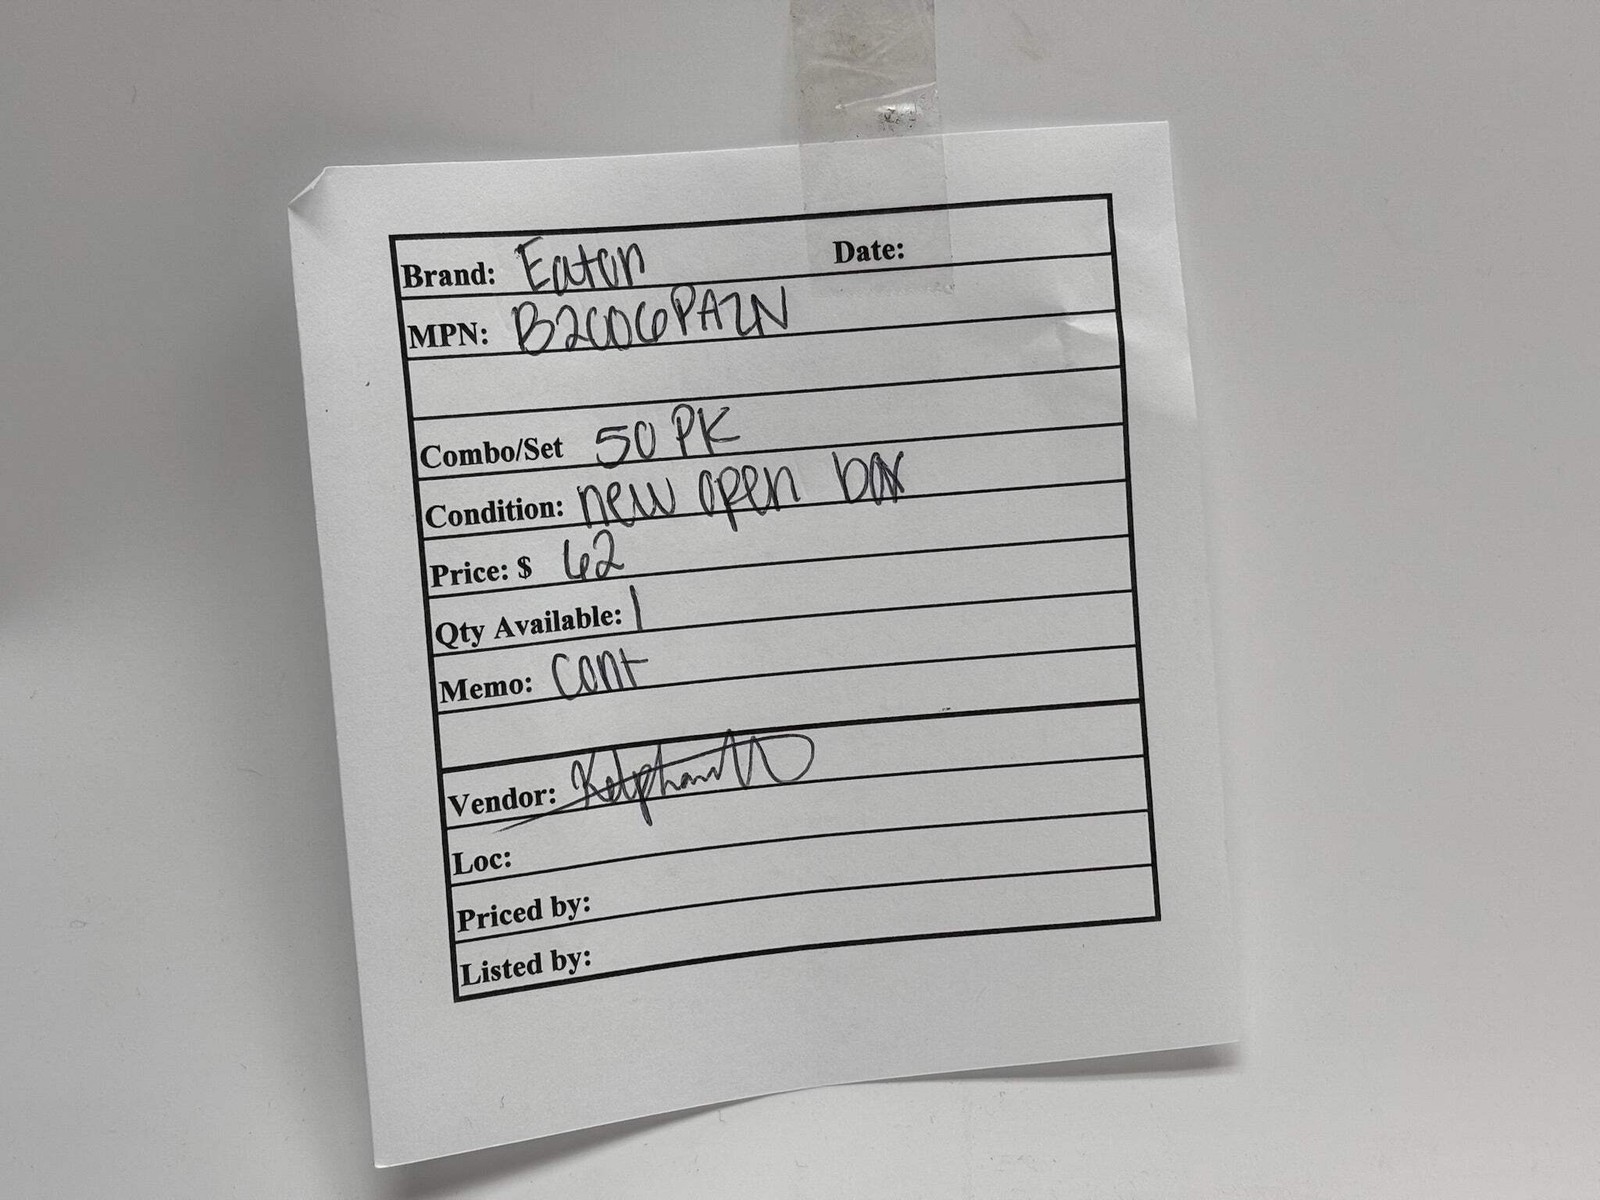 Brand: Eaton Date:
MPN: B2606PAZN
Combo/Set 50 PK
Condition: new open box
Price: $ 62
Qty Available: 1
Memo: cont
Vendor:
Loc:
Priced by:
Listed by: